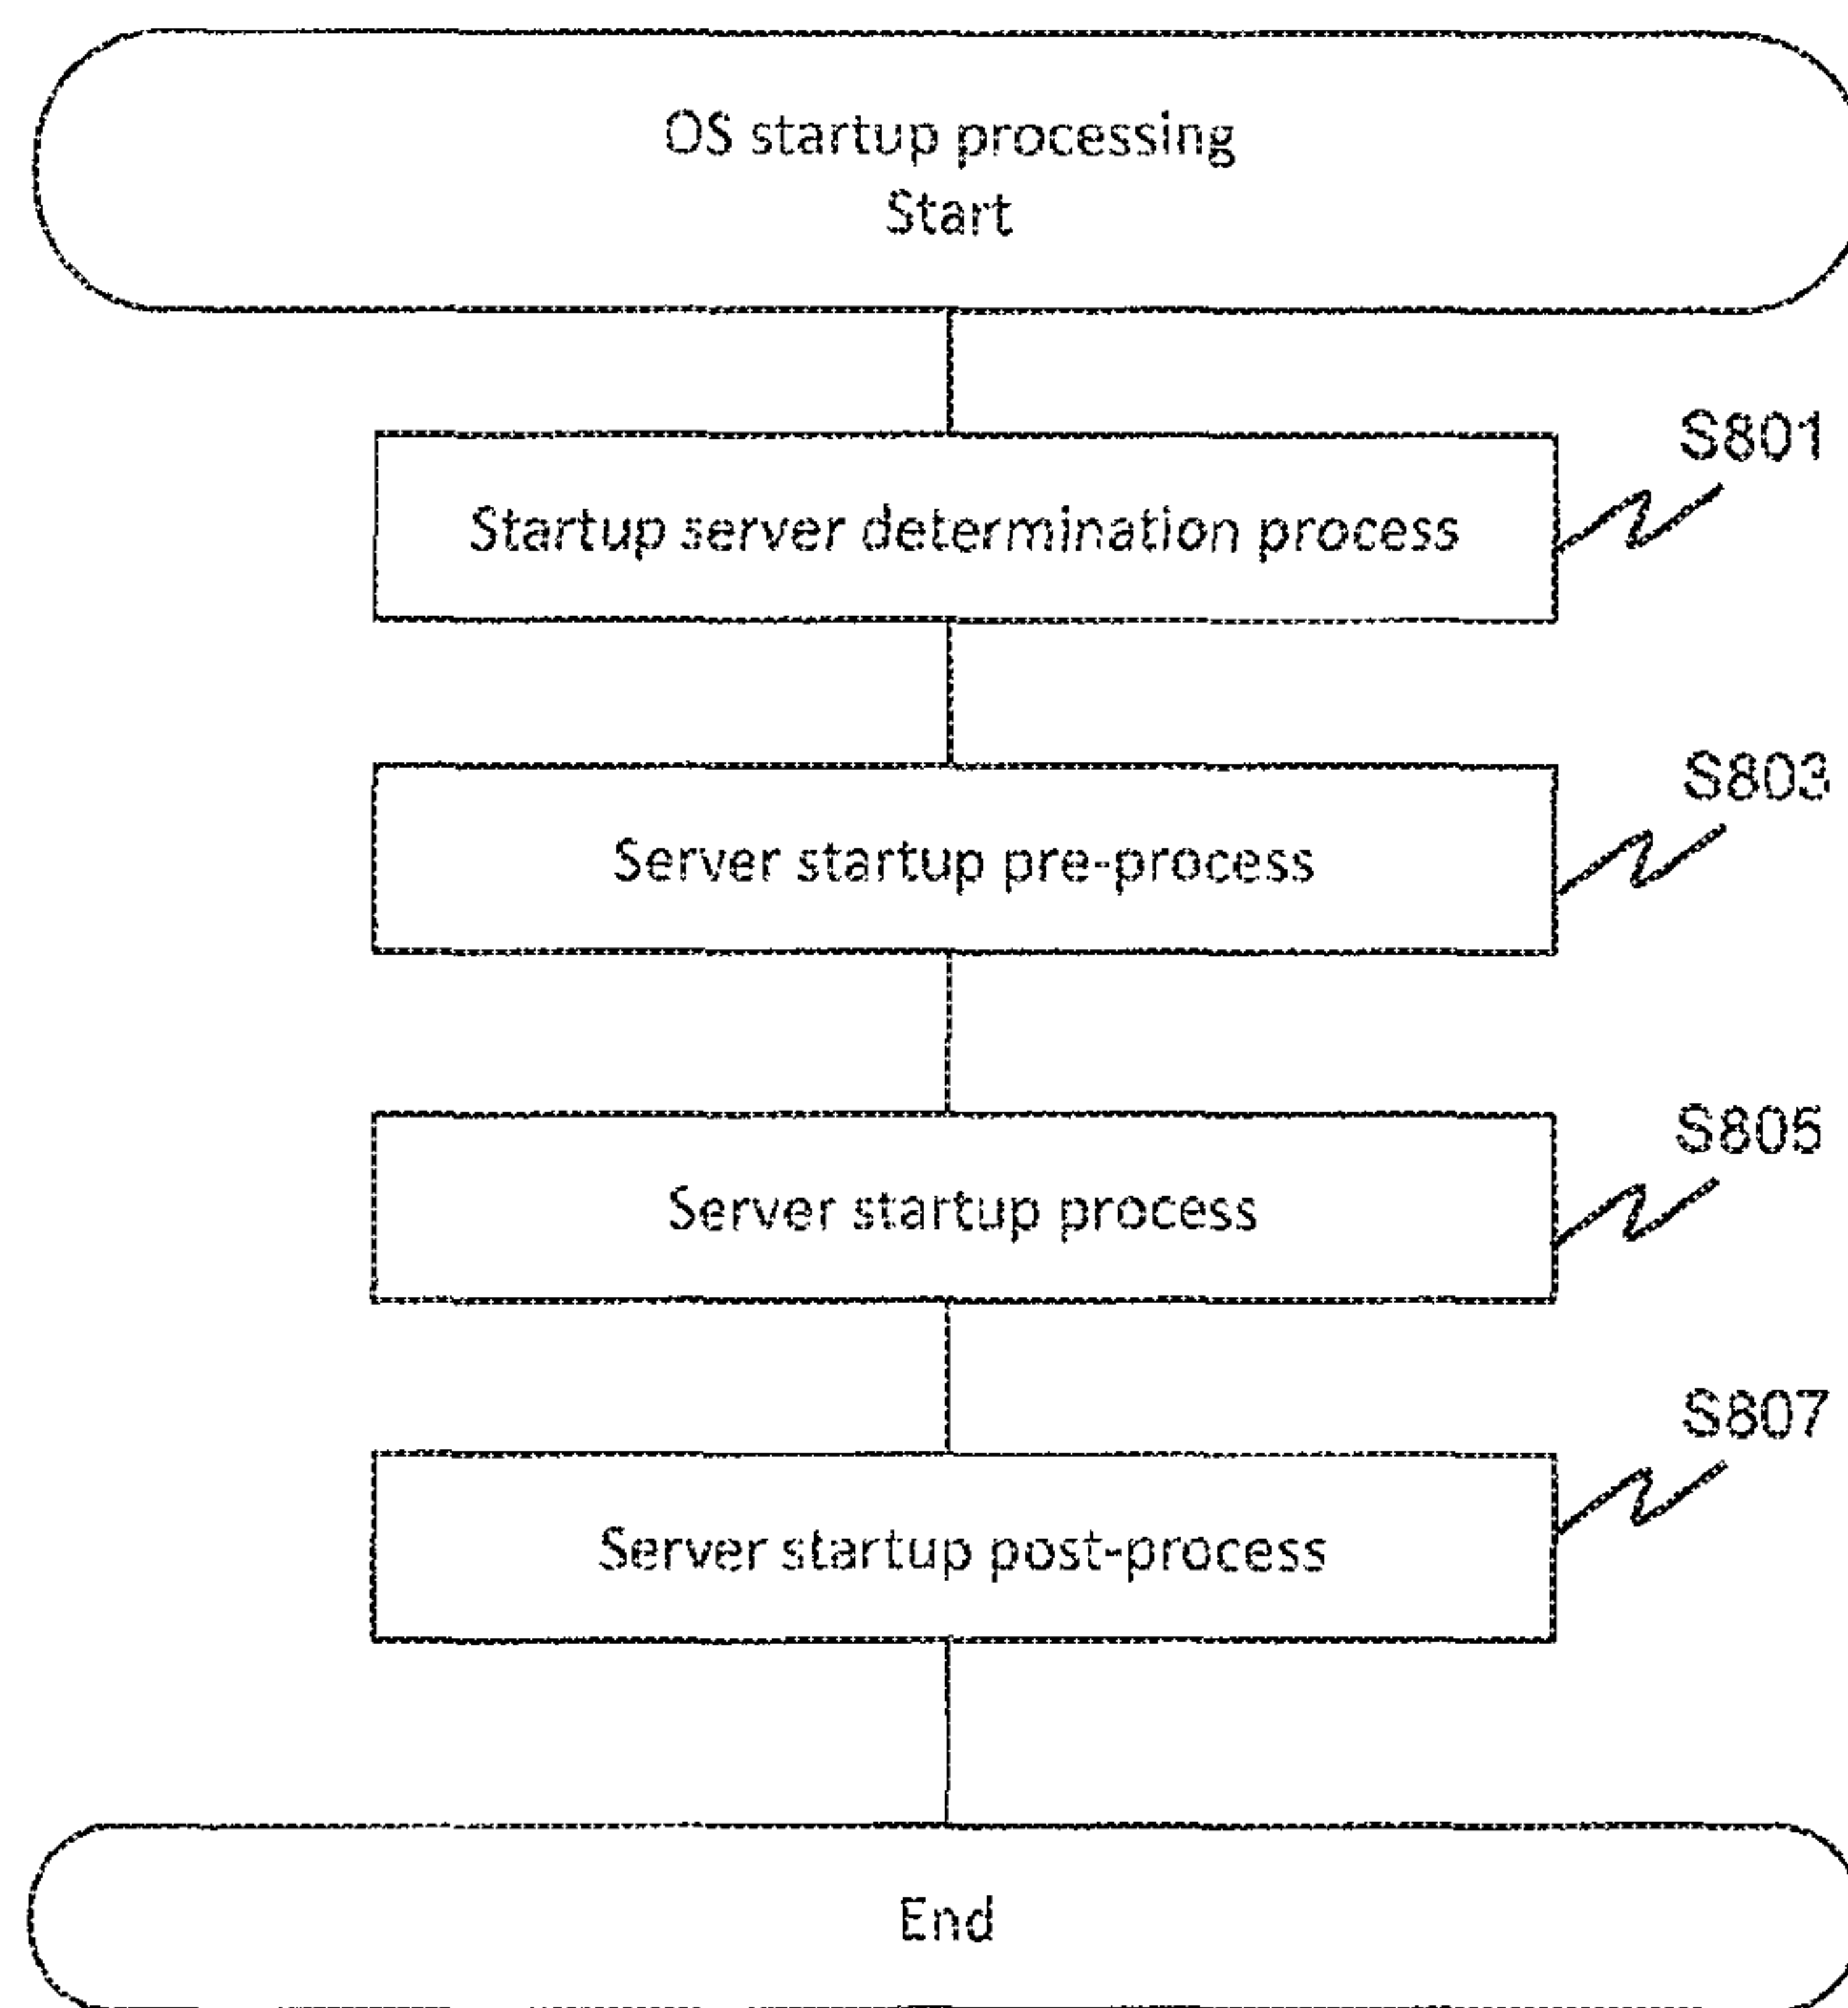 OS startup processing
Start
S801
Startup server determination process
S803
Server startup pre-process
S805
Server startup process
S807
Server startup post-process
End